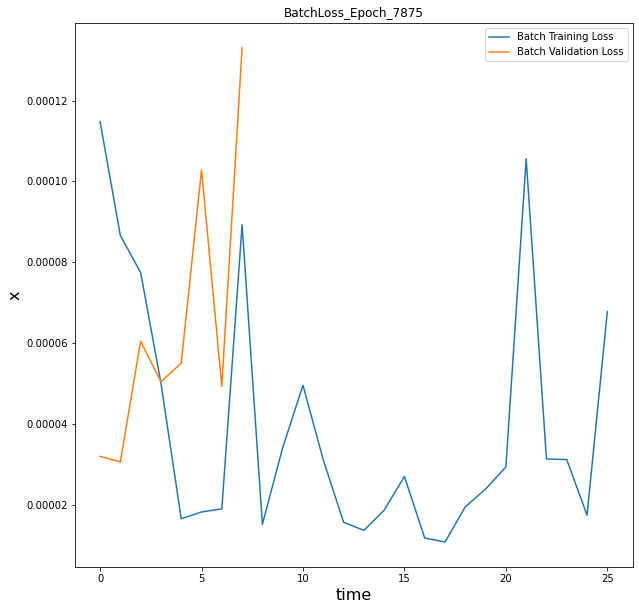 BatchLoss_Epoch_7875
Batch Training Loss
Batch Validation Loss
0.00012
0.00010
0.00008
0.00006
0.00004
0.00002
x
0 5 10 15 20 25
time